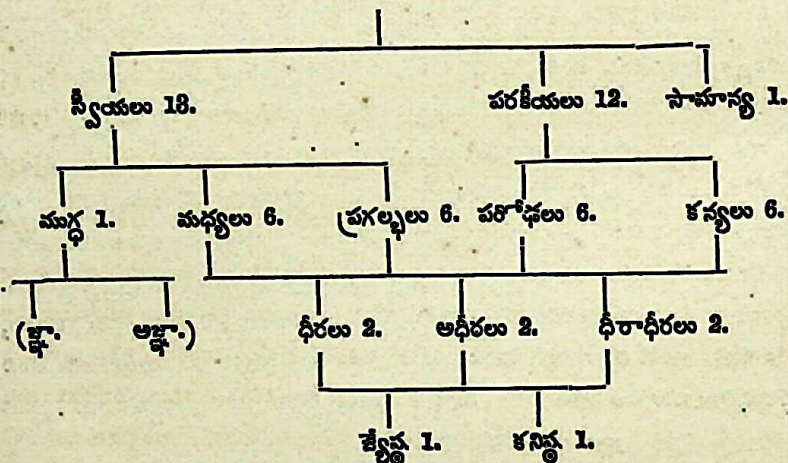 స్వీయలు 13. పరకీయలు 12. సామాన్య 1.
ముగ్ధ 1. మధ్యలు 6. ప్రగల్భలు 6. పరోఢలు 6. కన్యలు 6.
(జ్ఞా. అజ్ఞా.) ధీరలు 2. అధీరలు 2. ధీరాధీరలు 2.
జ్యేష్ఠ 1. కనిష్ఠ 1.